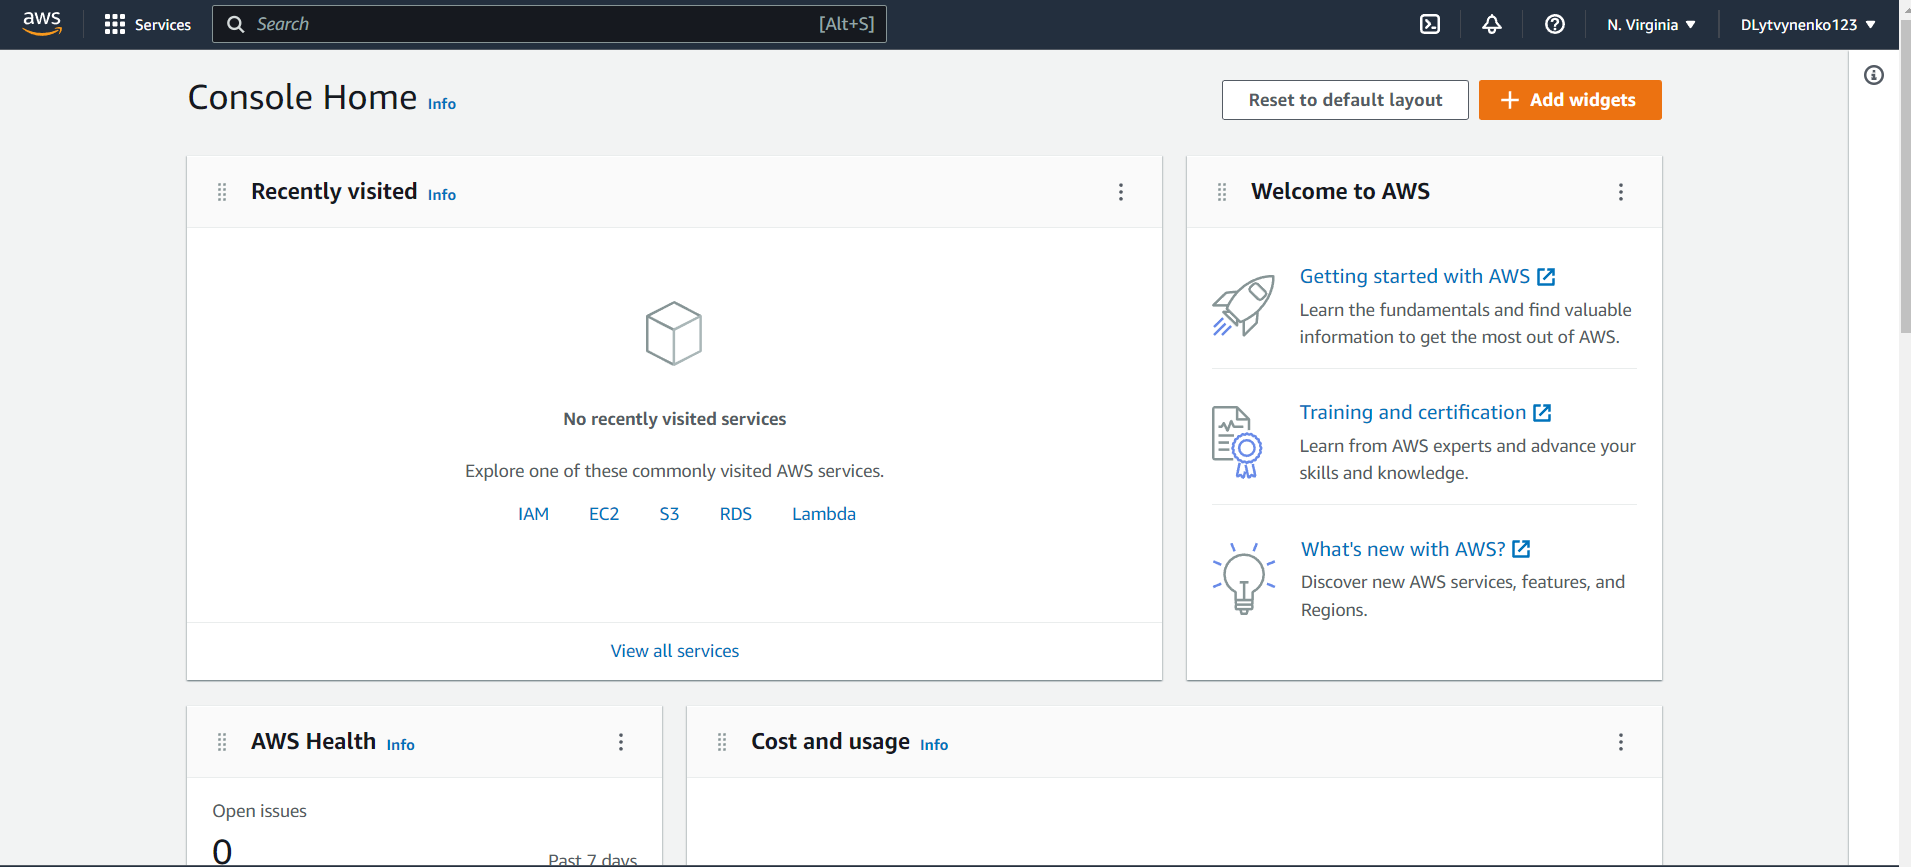 aws
Services
Search [Alt+S]
N. Virginia
DLytvynenko123
Console Home Info
Reset to default layout
Add widgets
Recently visited Info
No recently visited services
Explore one of these commonly visited AWS services.
IAM EC2 S3 RDS Lambda
View all services
Welcome to AWS
Getting started with AWS
Learn the fundamentals and find valuable
information to get the most out of AWS.
Training and certification
Learn from AWS experts and advance your
skills and knowledge.
What's new with AWS?
Discover new AWS services, features, and
Regions.
AWS Health Info
Open issues
0
Past 7 days
Cost and usage Info